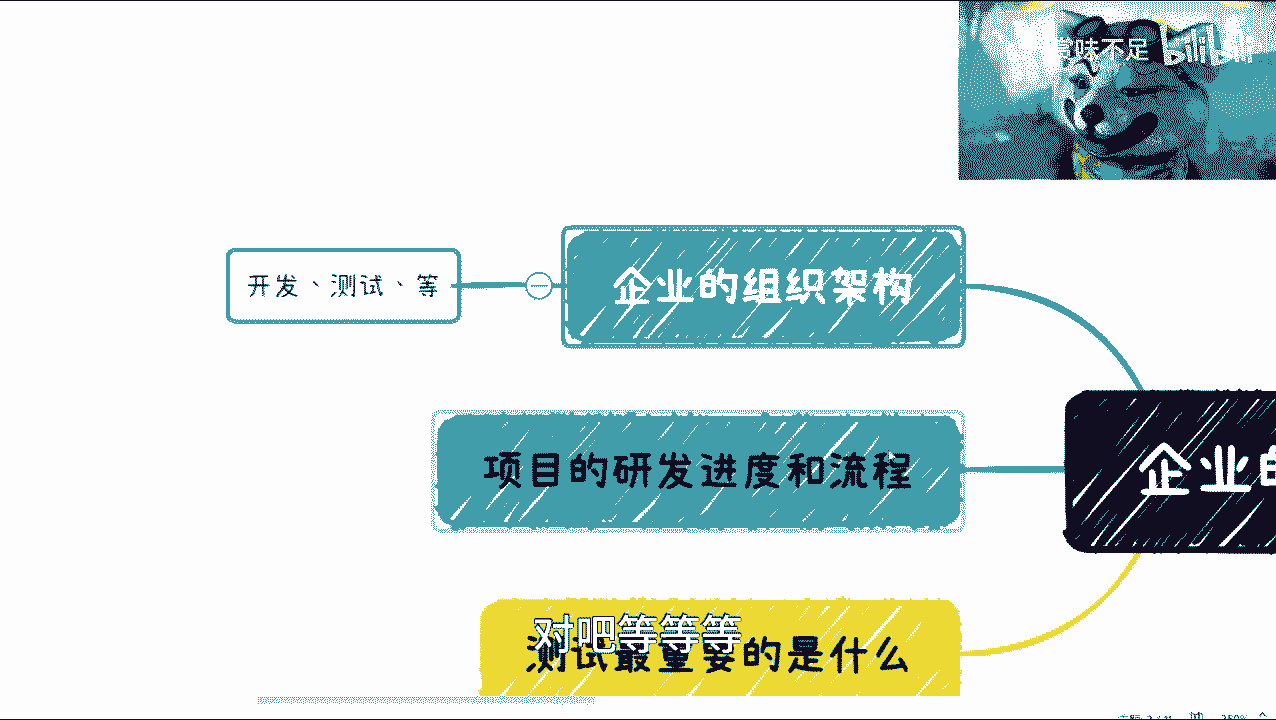 赏味不足 bilibili
开发、测试、等
企业的组织架构
项目的研发进度和流程
企业的
对吧等等等
测试最重要的是什么